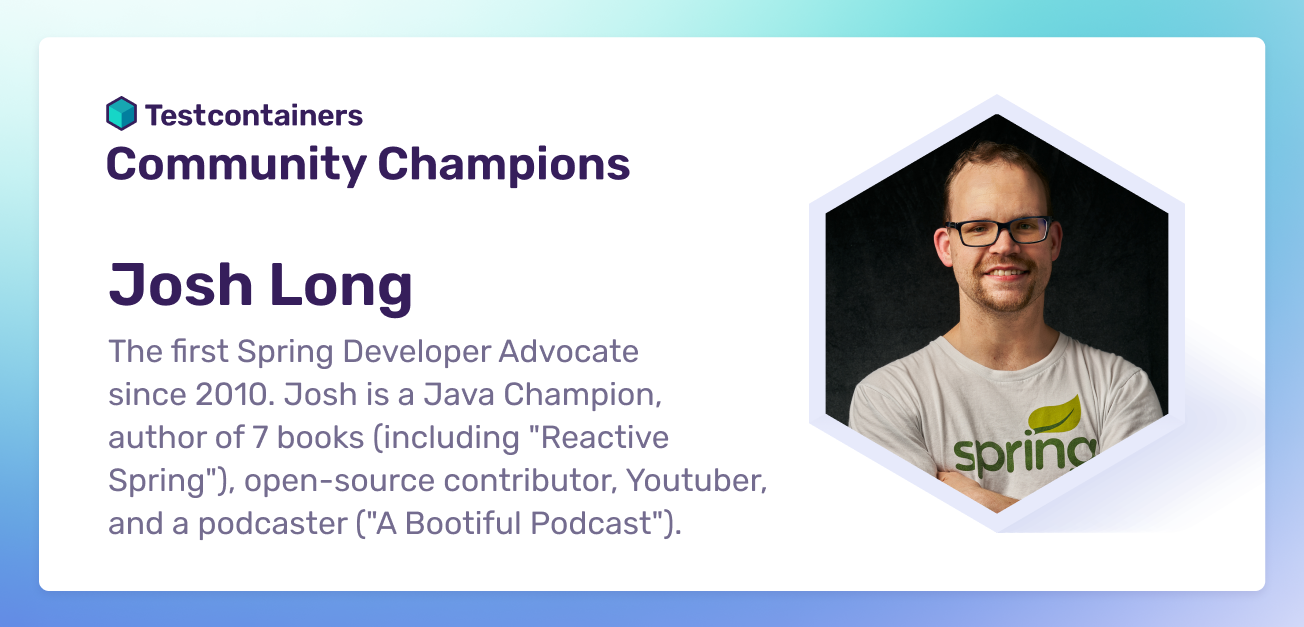 Testcontainers
Community Champions
Josh Long
The first Spring Developer Advocate
since 2010. Josh is a Java Champion,
author of 7 books (including "Reactive
Spring"), open-source contributor, Youtuber,
and a podcaster ("A Bootiful Podcast").
spring